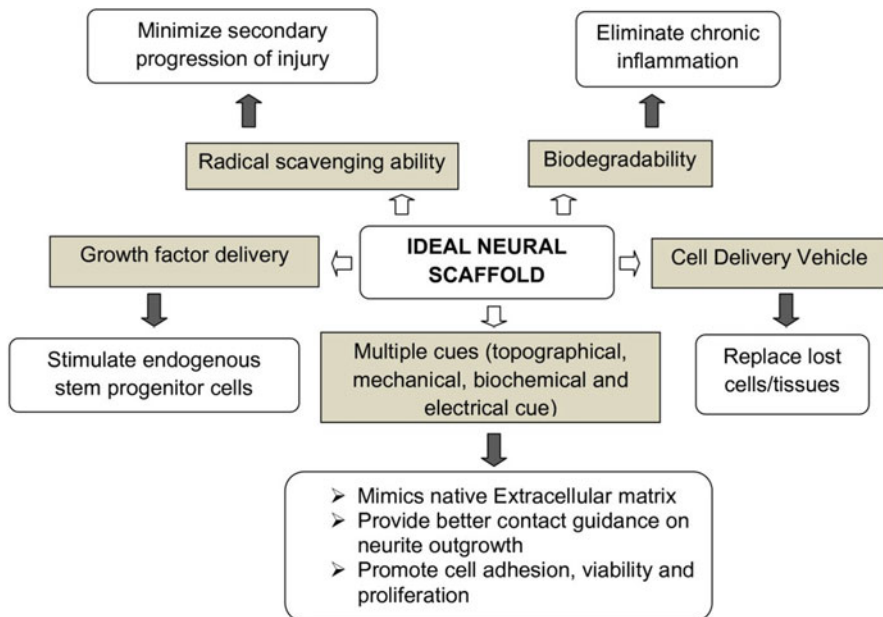 Minimize secondary
progression of injury
Eliminate chronic
inflammation
Radical scavenging ability
Biodegradability
Growth factor delivery
IDEAL NEURAL
SCAFFOLD
Cell Delivery Vehicle
Stimulate endogenous
stem progenitor cells
Multiple cues (topographical,
mechanical, biochemical and
electrical cue)
Replace lost
cells/tissues
➢ Mimics native Extracellular matrix
➢ Provide better contact guidance on
neurite outgrowth
➢ Promote cell adhesion, viability and
proliferation